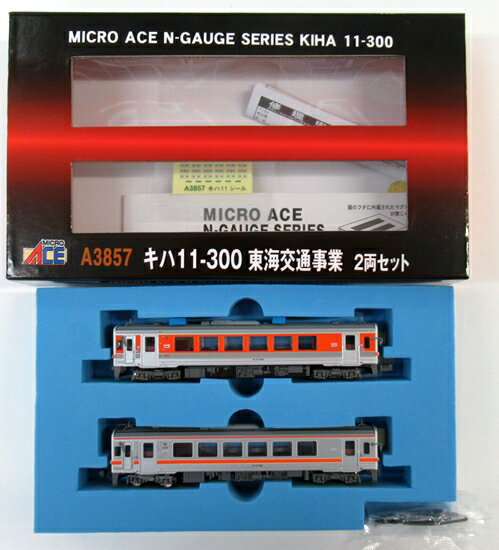 MICRO ACE N-GAUGE SERIES KIHA 11-300
A3857 キハ11シール
MICRO ACE
N-GAUGE SERIES
MICRO
ACE
A3857 キハ11-300 東海交通事業 2両セット